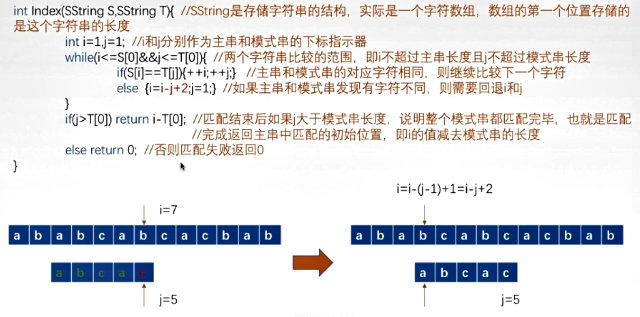 int Index(SString S,SString T){ //SString是存储字符串的结构，实际是一个字符数组，数组的第一个位置存储的
是这个字符串的长度
int i=1,j=1; //i和j分别作为主串和模式串的下标指示器
while(i<=S[0]&&j<=T[0]){ //两个字符串比较的范围，即i不超过主串长度且j不超过模式串长度
if(S[i]==T[j]){++i;++j;} //主串和模式串的对应字符相同，则继续比较下一个字符
else {i=i-j+2;j=1;} //如果主串和模式串发现有字符不同，则需要回退i和j
}
if(j>T[0]) return i-T[0]; //匹配结束后如果j大于模式串长度，说明整个模式串都匹配完毕，也就是匹配
//完成返回主串中匹配的初始位置，即i的值减去模式串的长度
else return 0; //否则匹配失败返回0
}
i=i-(j-1)+1=i-j+2
i=7
a b a b c a b c a c b a b
a b a b c a b c a c b a b
a b c a c
a b c a c
j=5
j=5